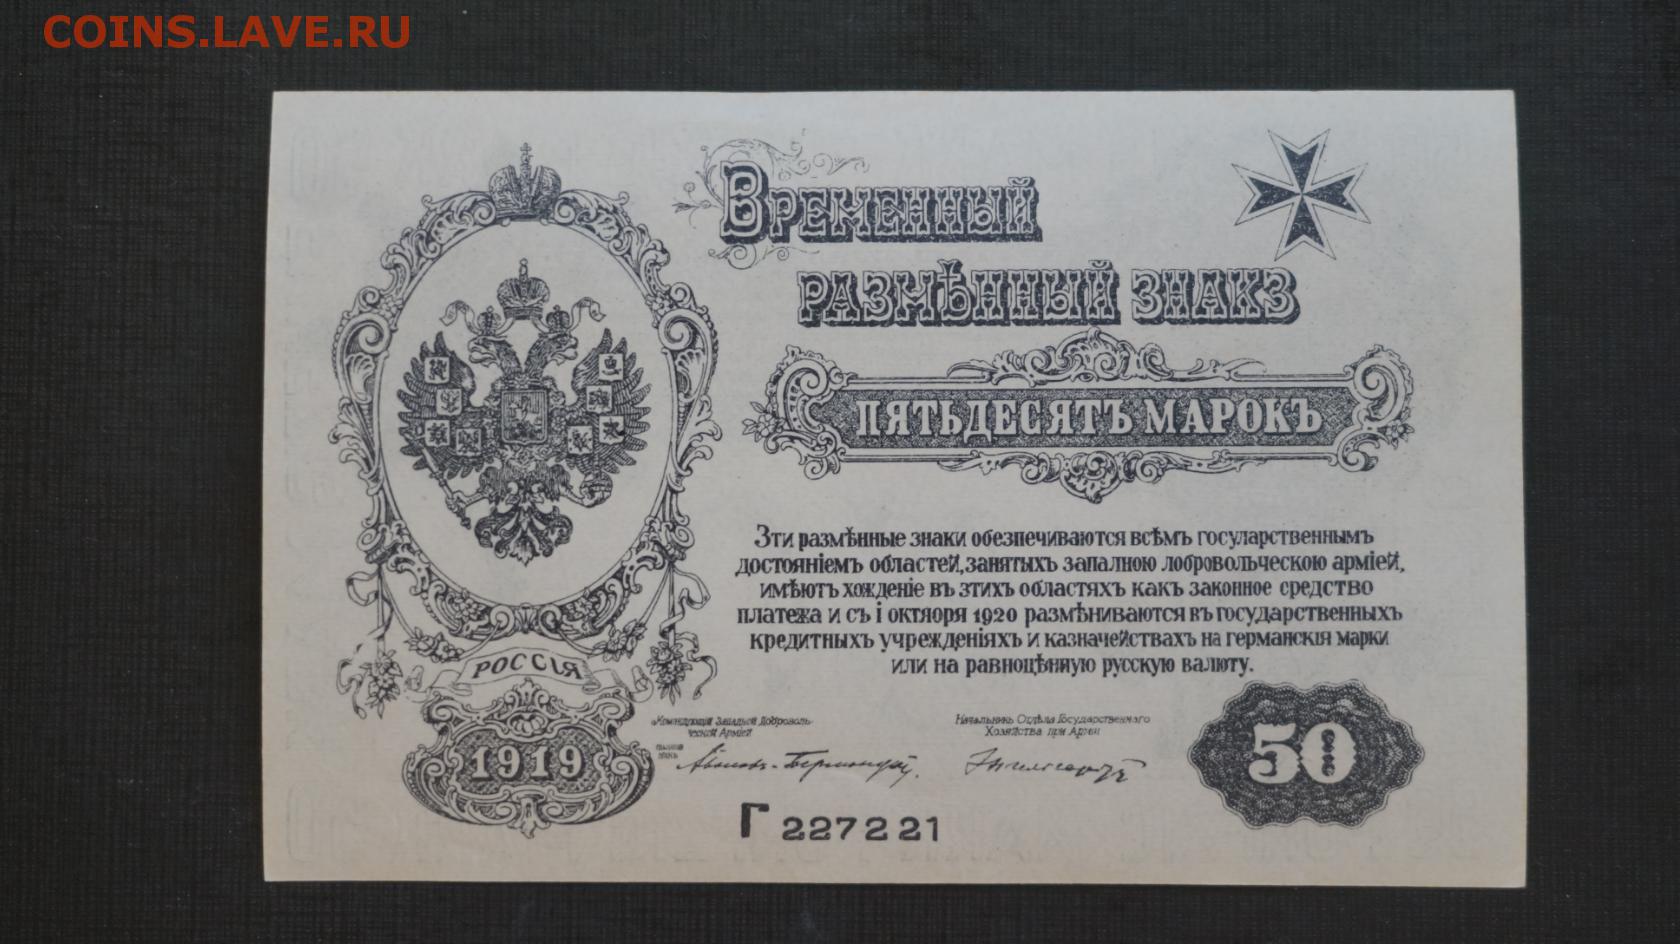 COINS.LAVE.RU
Временный
размѣнный знакъ
ПЯТЬДЕСЯТЪ МАРОКЪ
Эти размѣнные знаки обезпечиваются всѣмъ государственнымъ
достоянiемъ областей, занятыхъ западною добровольческою армiей,
имѣютъ хожденiе въ этихъ областяхъ какъ законное средство
платежа и съ i октября 1920 размѣниваются въ государственныхъ
кредитныхъ учрежденiяхъ и казначействахъ на германскiя марки
или на равноцѣнную русскую валюту.
РОССIЯ
1919
Командующiй Западной Доброволь-
ческой Армiей
Начальникъ Отдѣла Государственнаго
Хозяйства при Армiи
50
Г 227221